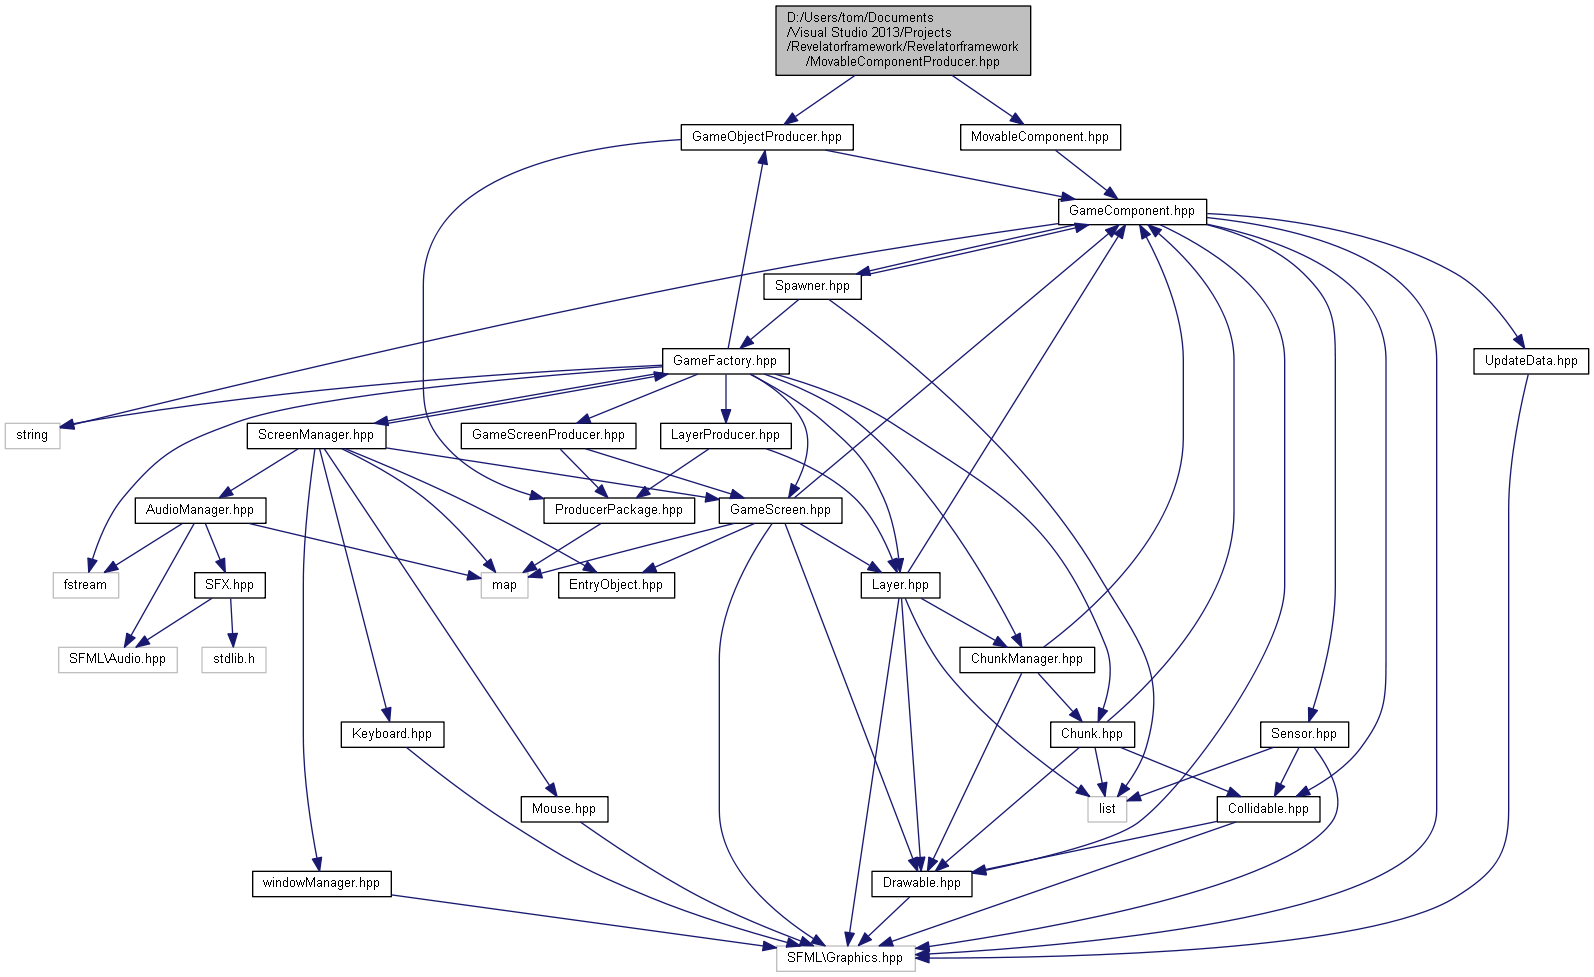 D:/Users/tom/Documents
/Visual Studio 2013/Projects
/Revelatorframework/Revelatorframework
/MovableComponentProducer.hpp
GameObjectProducer.hpp
MovableComponent.hpp
GameComponent.hpp
Spawner.hpp
GameFactory.hpp
UpdateData.hpp
string
ScreenManager.hpp
GameScreenProducer.hpp
LayerProducer.hpp
AudioManager.hpp
ProducerPackage.hpp
GameScreen.hpp
fstream
SFX.hpp
map
EntryObject.hpp
Layer.hpp
SFML\Audio.hpp
stdlib.h
ChunkManager.hpp
Keyboard.hpp
Chunk.hpp
Sensor.hpp
Mouse.hpp
list
Collidable.hpp
windowManager.hpp
Drawable.hpp
SFML\Graphics.hpp